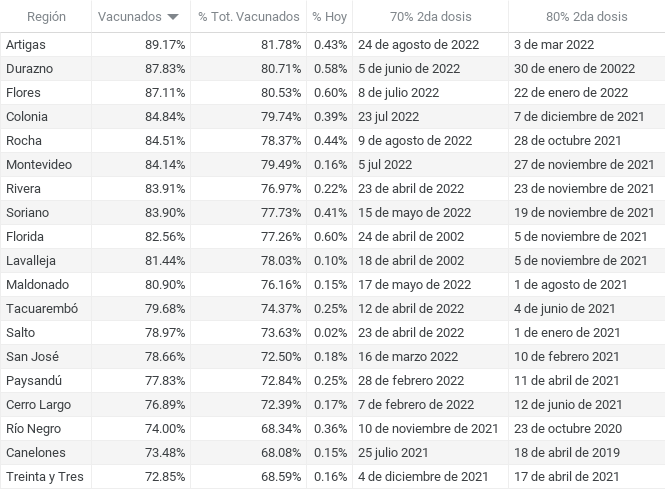 Región Vacunados % Tot. Vacunados % Hoy 70% 2da dosis 80% 2da dosis
Artigas 89.17% 81.78% 0.43% 24 de agosto de 2022 3 de mar 2022
Durazno 87.83% 80.71% 0.58% 5 de junio de 2022 30 de enero de 20022
Flores 87.11% 80.53% 0.60% 8 de julio 2022 22 de enero de 2022
Colonia 84.84% 79.74% 0.39% 23 jul 2022 7 de diciembre de 2021
Rocha 84.51% 78.37% 0.44% 9 de agosto de 2022 28 de octubre 2021
Montevideo 84.14% 79.49% 0.16% 5 jul 2022 27 de noviembre de 2021
Rivera 83.91% 76.97% 0.22% 23 de abril de 2022 23 de noviembre de 2021
Soriano 83.90% 77.73% 0.41% 15 de mayo de 2022 19 de noviembre de 2021
Florida 82.56% 77.26% 0.60% 24 de abril de 2002 5 de noviembre de 2021
Lavalleja 81.44% 78.03% 0.10% 18 de abril de 2002 5 de noviembre de 2021
Maldonado 80.90% 76.16% 0.15% 17 de mayo de 2022 1 de agosto de 2021
Tacuarembó 79.68% 74.37% 0.25% 12 de abril de 2022 4 de junio de 2021
Salto 78.97% 73.63% 0.02% 23 de abril de 2022 1 de enero de 2021
San José 78.66% 72.50% 0.18% 16 de marzo 2022 10 de febrero 2021
Paysandú 77.83% 72.84% 0.25% 28 de febrero 2022 11 de abril de 2021
Cerro Largo 76.89% 72.39% 0.17% 7 de febrero de 2022 12 de junio de 2021
Río Negro 74.00% 68.34% 0.36% 10 de noviembre de 2021 23 de octubre 2020
Canelones 73.48% 68.08% 0.15% 25 julio 2021 18 de abril de 2019
Treinta y Tres 72.85% 68.59% 0.16% 4 de diciembre de 2021 17 de abril de 2021